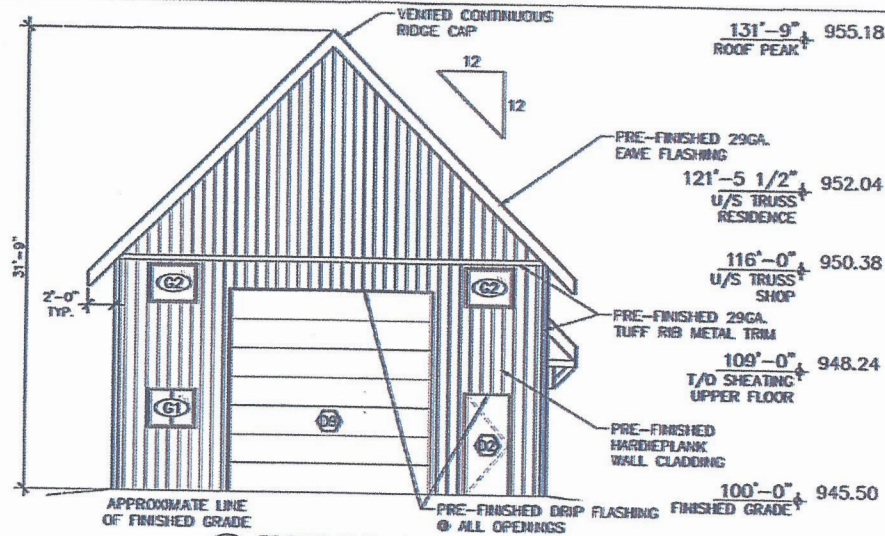 VENTED CONTINUOUS
RIDGE CAP
131'-9" 955.18
ROOF PEAK
12
12
PRE-FINISHED 29GA.
EAVE FLASHING
121'-5 1/2" 952.04
U/S TRUSS
RESIDENCE
31'-9"
116'-0" 950.38
U/S TRUSS
SHOP
G2
G2
2'-0"
TYP.
PRE-FINISHED 29GA.
TUFF RIB METAL TRIM
109'-0" 948.24
T/O SHEATING
UPPER FLOOR
G1
D9
D2
PRE-FINISHED
HARDIEPLANK
WALL CLADDING
100'-0" 945.50
FINISHED GRADE
APPROXIMATE LINE
OF FINISHED GRADE
PRE-FINISHED DRIP FLASHING
@ ALL OPENINGS